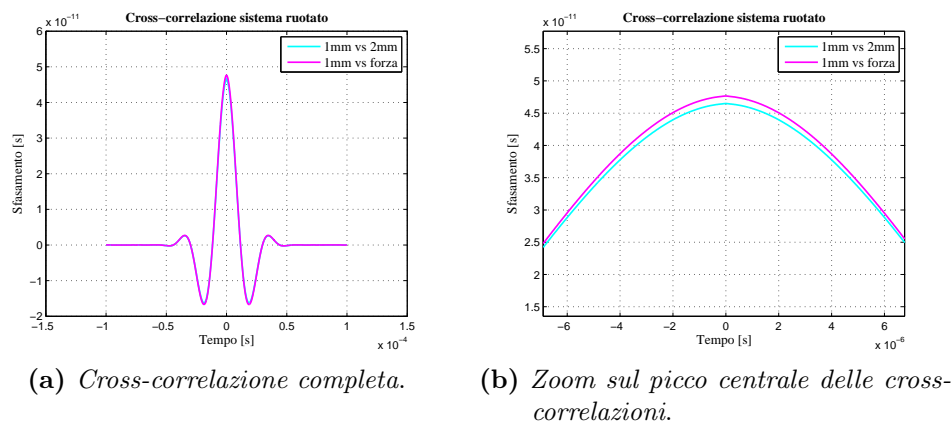 Cross−correlazione sistema ruotato
x 10⁻¹¹
6
5
4
3
2
1
0
−1
−2
Sfasamento [s]
1mm vs 2mm
1mm vs forza
−1.5
−1
−0.5
0
0.5
1
1.5
x 10⁻⁴
Tempo [s]
(a) Cross-correlazione completa.
Cross−correlazione sistema ruotato
x 10⁻¹¹
5.5
5
4.5
4
3.5
3
2.5
2
1.5
Sfasamento [s]
1mm vs 2mm
1mm vs forza
−6
−4
−2
0
2
4
6
x 10⁻⁶
Tempo [s]
(b) Zoom sul picco centrale delle cross-
correlazioni.